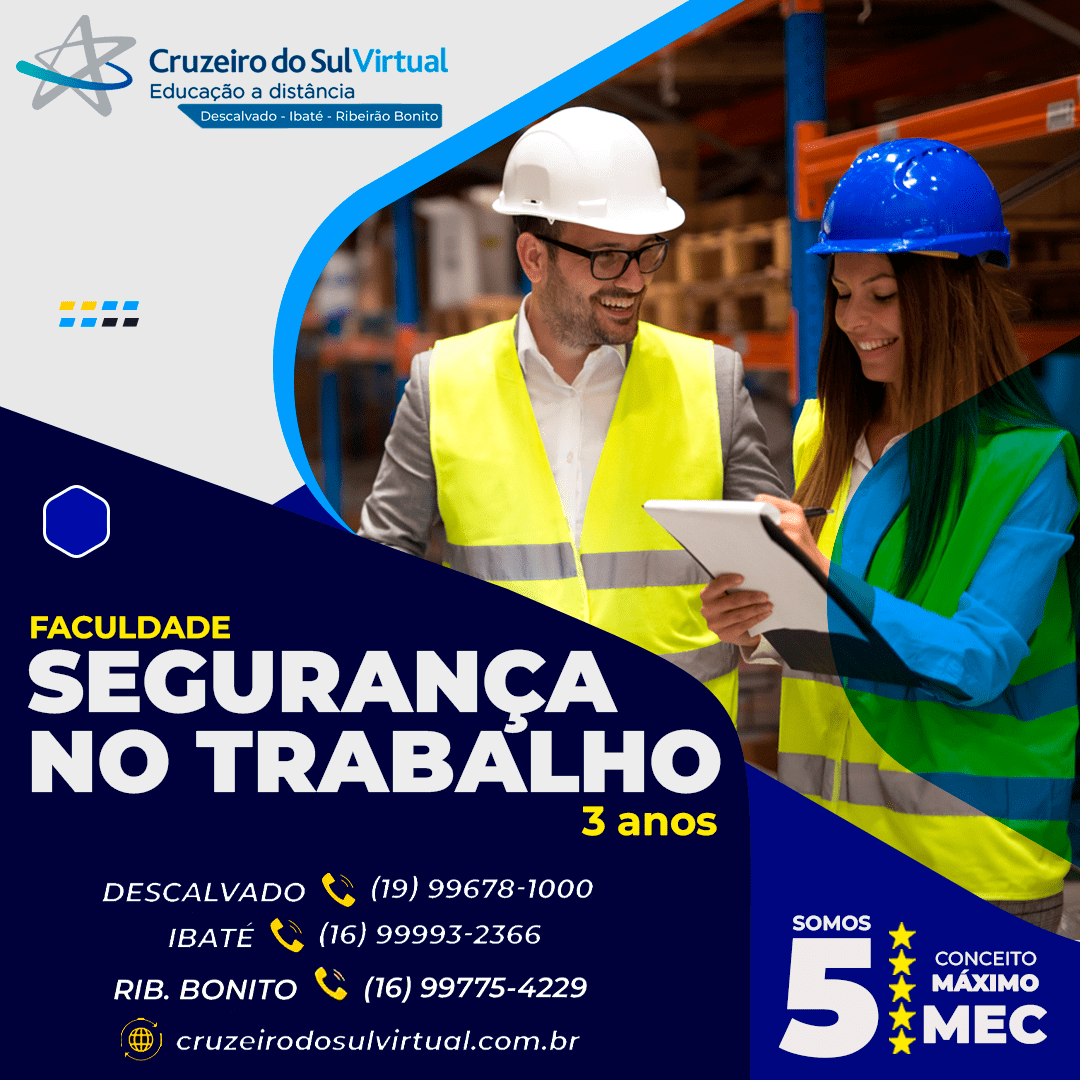 Cruzeiro do Sul Virtual
Educação a distância
Descalvado - Ibaté - Ribeirão Bonito
FACULDADE
SEGURANÇA
NO TRABALHO
3 anos
DESCALVADO (19) 99678-1000
IBATÉ (16) 99993-2366
RIB. BONITO (16) 99775-4229
cruzeirodosulvirtual.com.br
SOMOS
5
CONCEITO
MÁXIMO
MEC